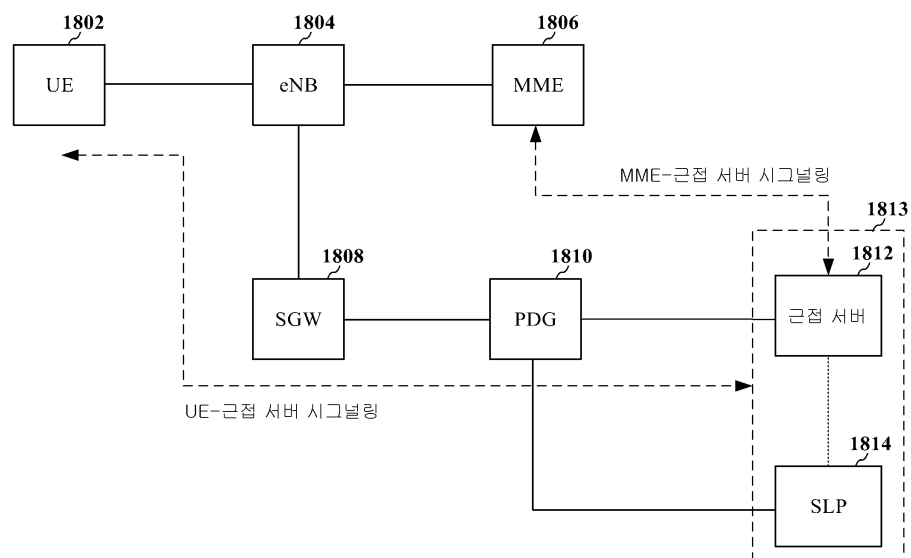 1802
1804
1806
UE
eNB
MME
MME-근접 서버 시그널링
1813
1808
1810
1812
SGW
PDG
근접 서버
UE-근접 서버 시그널링
1814
SLP